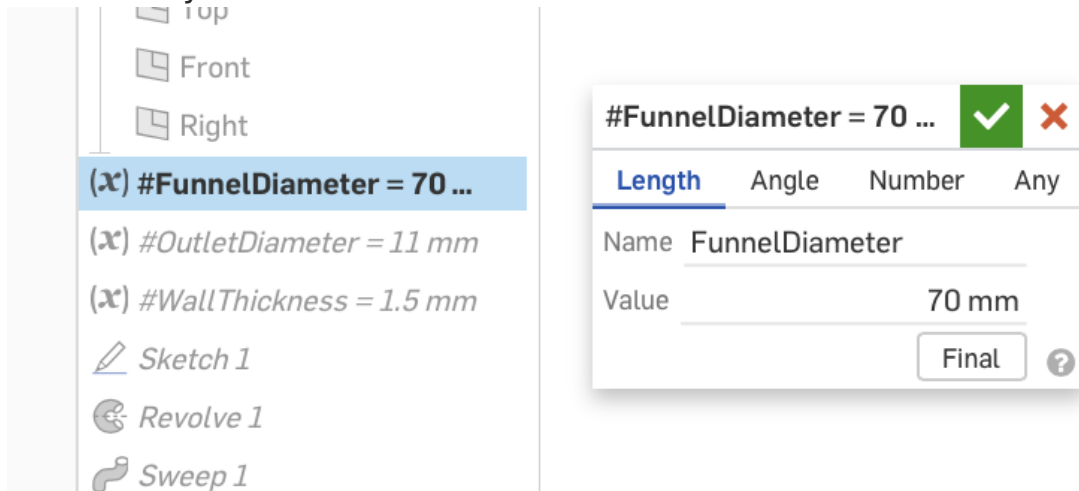 Top
Front
Right
(x) #FunnelDiameter = 70 ...
(x) #OutletDiameter = 11 mm
(x) #WallThickness = 1.5 mm
Sketch 1
Revolve 1
Sweep 1
#FunnelDiameter = 70 ...
Length Angle Number Any
Name FunnelDiameter
Value 70 mm
Final ?